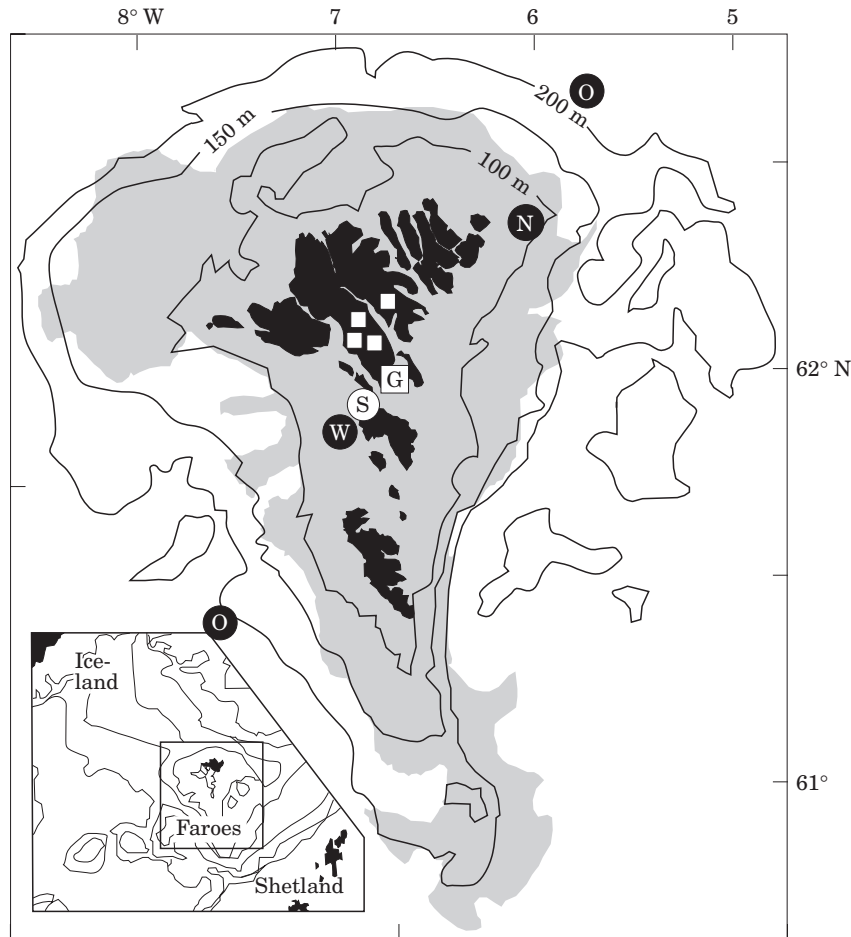 8° W
7
6
5
O
200 m
150 m
100 m
N
62° N
G
S
W
O
Ice-
land
61°
Faroes
Shetland